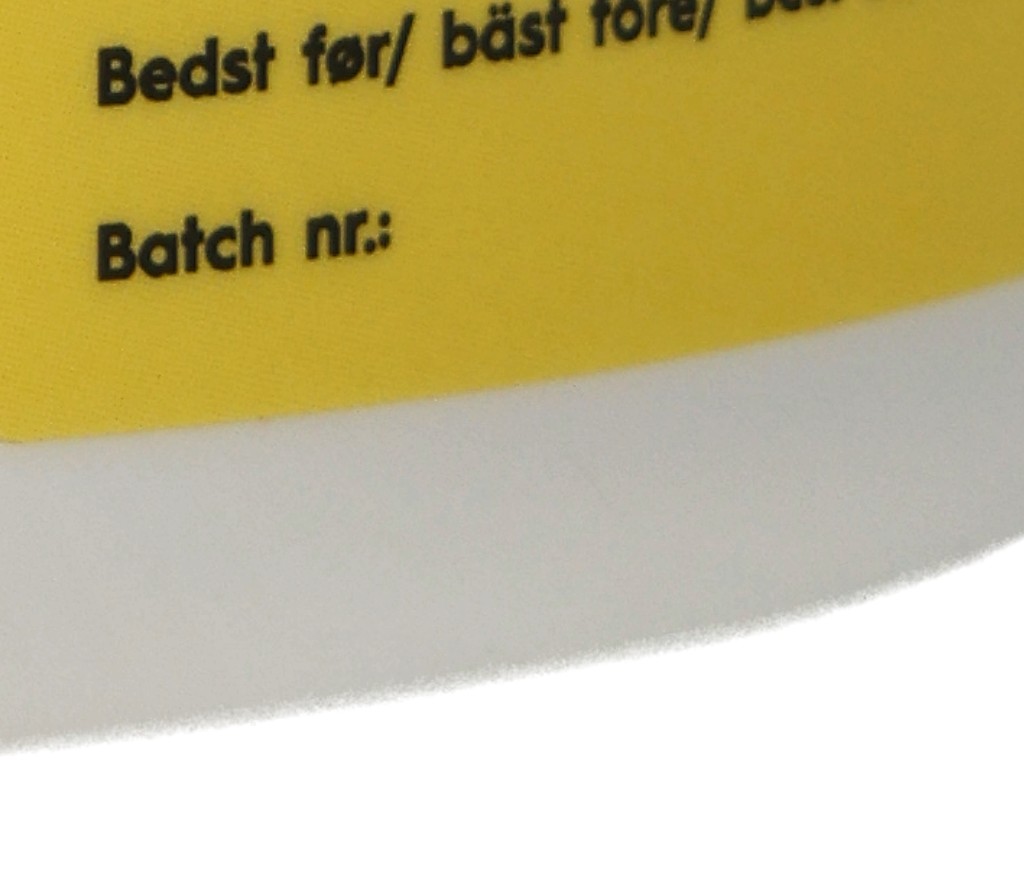 Bedst før/ bäst före/
Batch nr.: